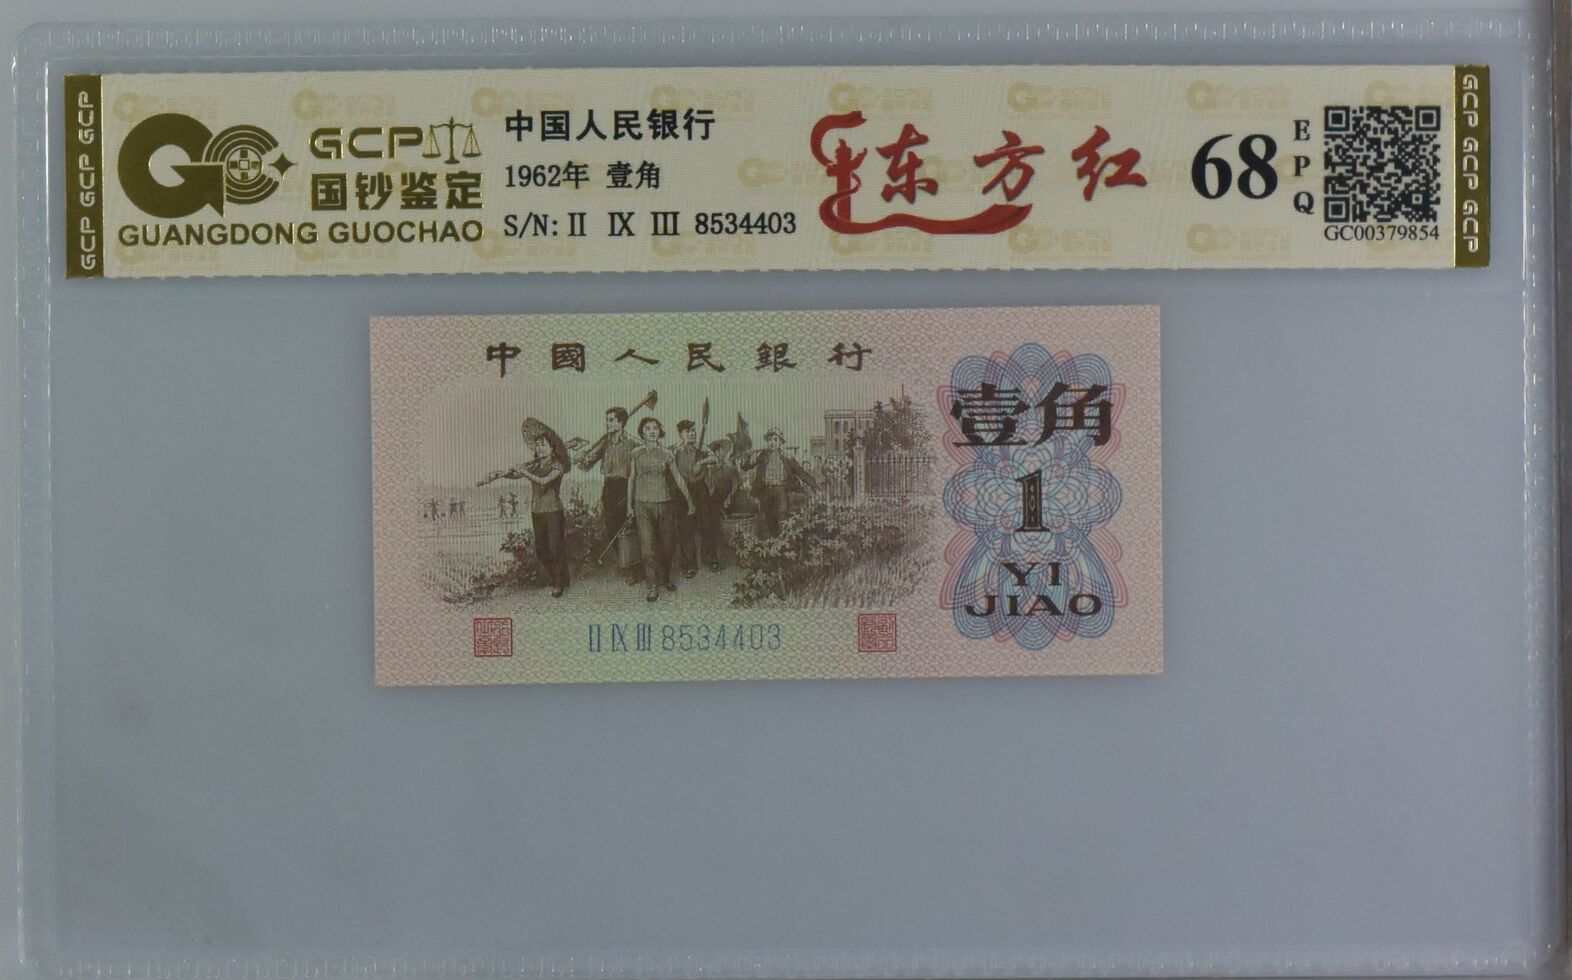 GCP GCP GCP
GCP
国钞鉴定
GUANGDONG GUOCHAO
中国人民银行
1962年 壹角
S/N: II IX III 8534403
东方红
68
EPQ
GC00379854
GCP GCP GCP
中國人民銀行
壹角
1
YI
JIAO
II IX III 8534403